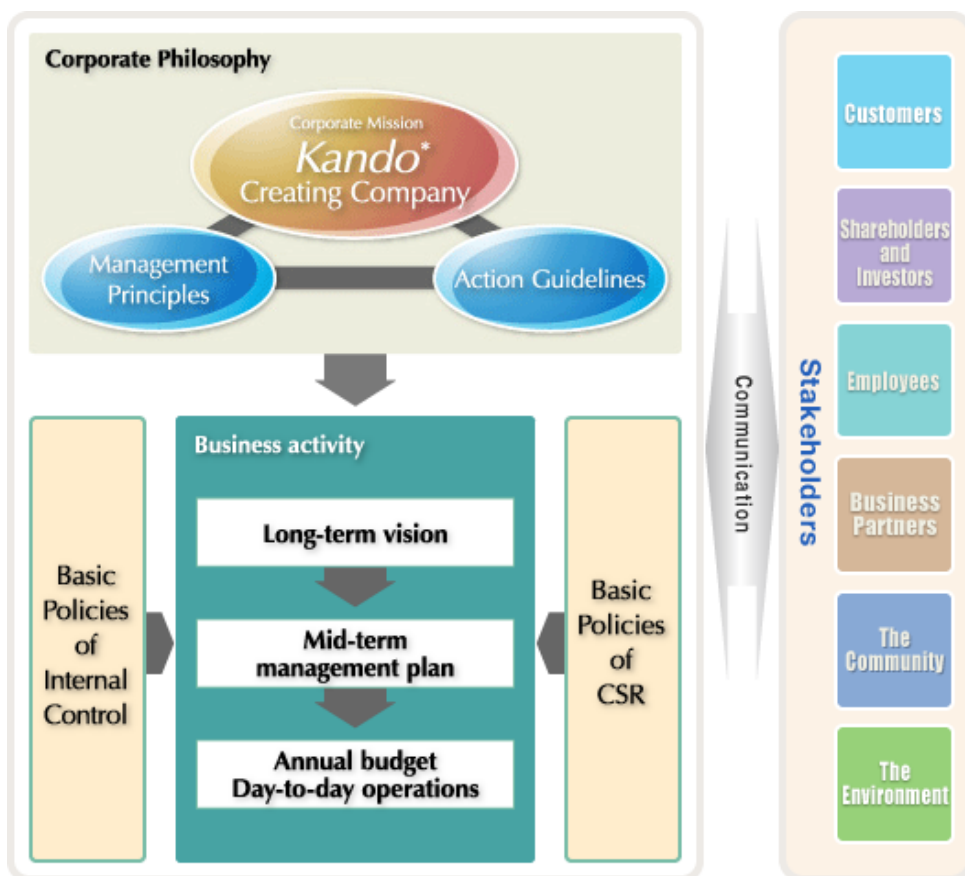 Corporate Philosophy
Corporate Mission
Kando*
Creating Company
Management
Principles
Action Guidelines
Business activity
Long-term vision
Mid-term
management plan
Annual budget
Day-to-day operations
Basic
Policies
of
Internal
Control
Basic
Policies
of
CSR
Communication
Stakeholders
Customers
Shareholders
and
Investors
Employees
Business
Partners
The
Community
The
Environment